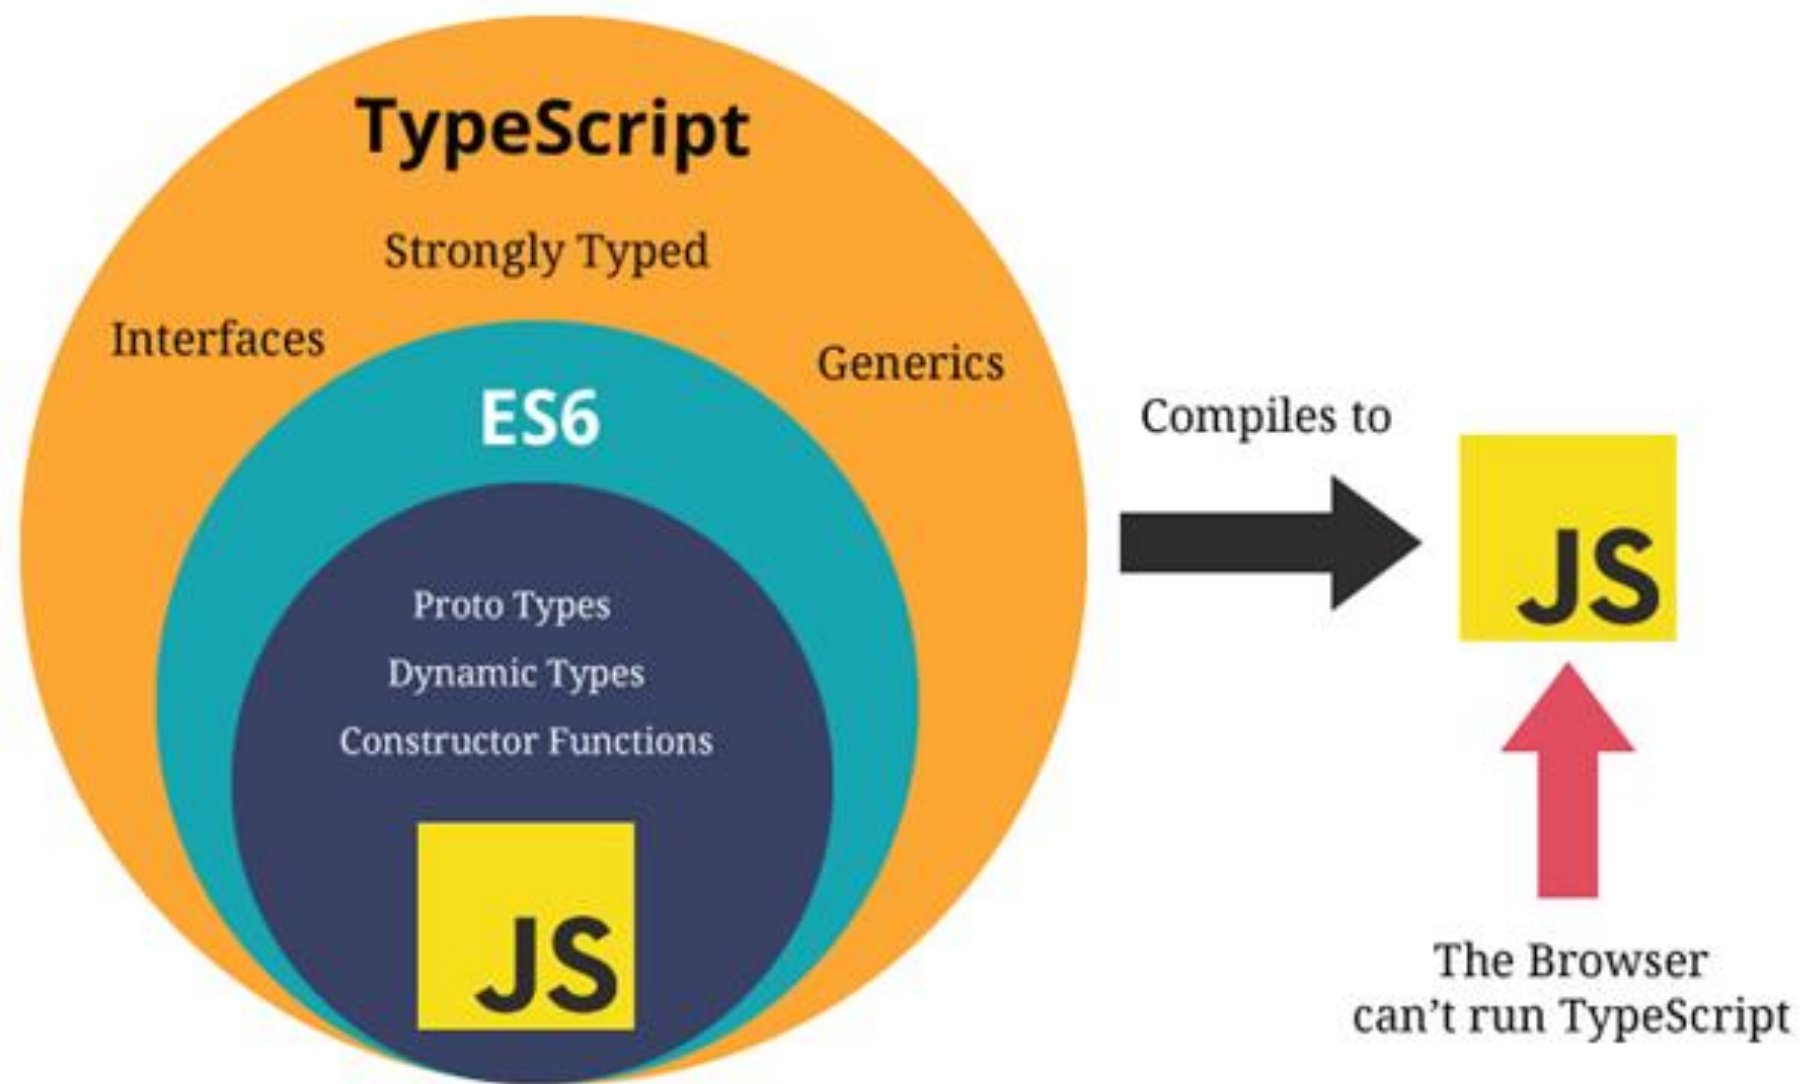 TypeScript
Strongly Typed
Interfaces
Generics
ES6
Proto Types
Dynamic Types
Constructor Functions
JS
Compiles to
JS
The Browser
can’t run TypeScript